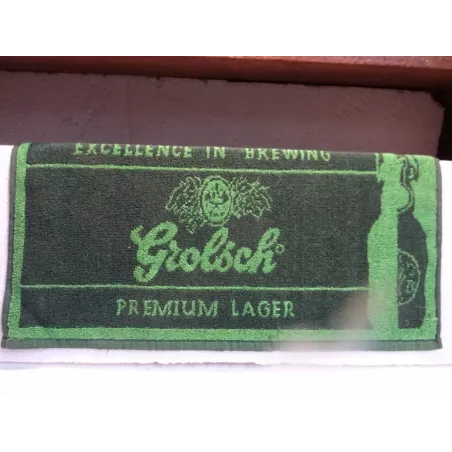 EXCELLENCE IN BREWING
Grolsch
PREMIUM LAGER